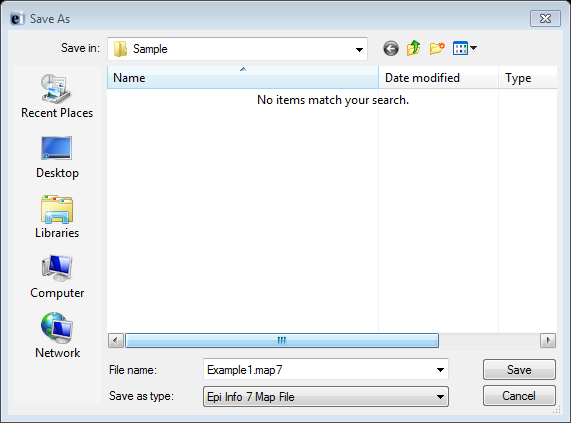 Save As
Save in: Sample
Name Date modified Type
No items match your search.
Recent Places
Desktop
Libraries
Computer
Network
File name: Example1.map7 Save
Save as type: Epi Info 7 Map File Cancel